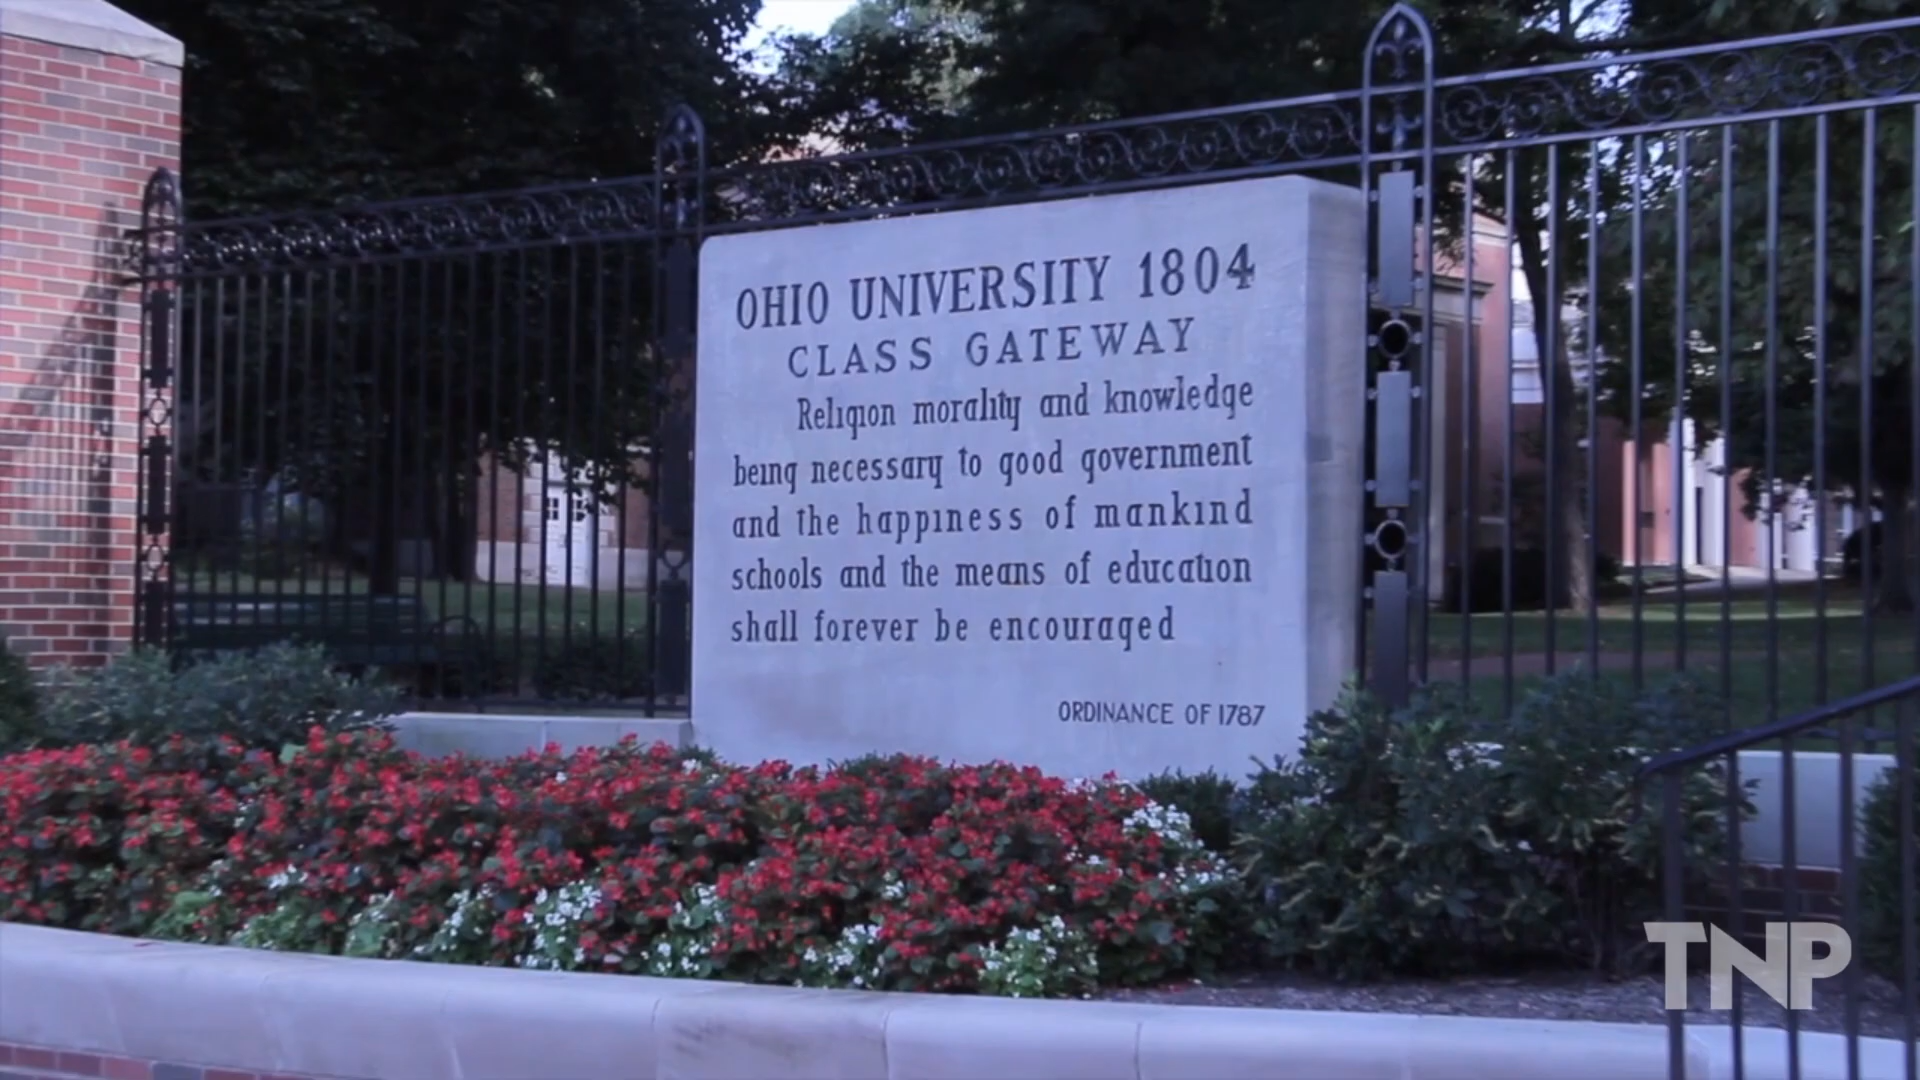 OHIO UNIVERSITY 1804
CLASS GATEWAY
Religion morality and knowledge
being necessary to good government
and the happiness of mankind
schools and the means of education
shall forever be encouraged
ORDINANCE OF 1787
TNP